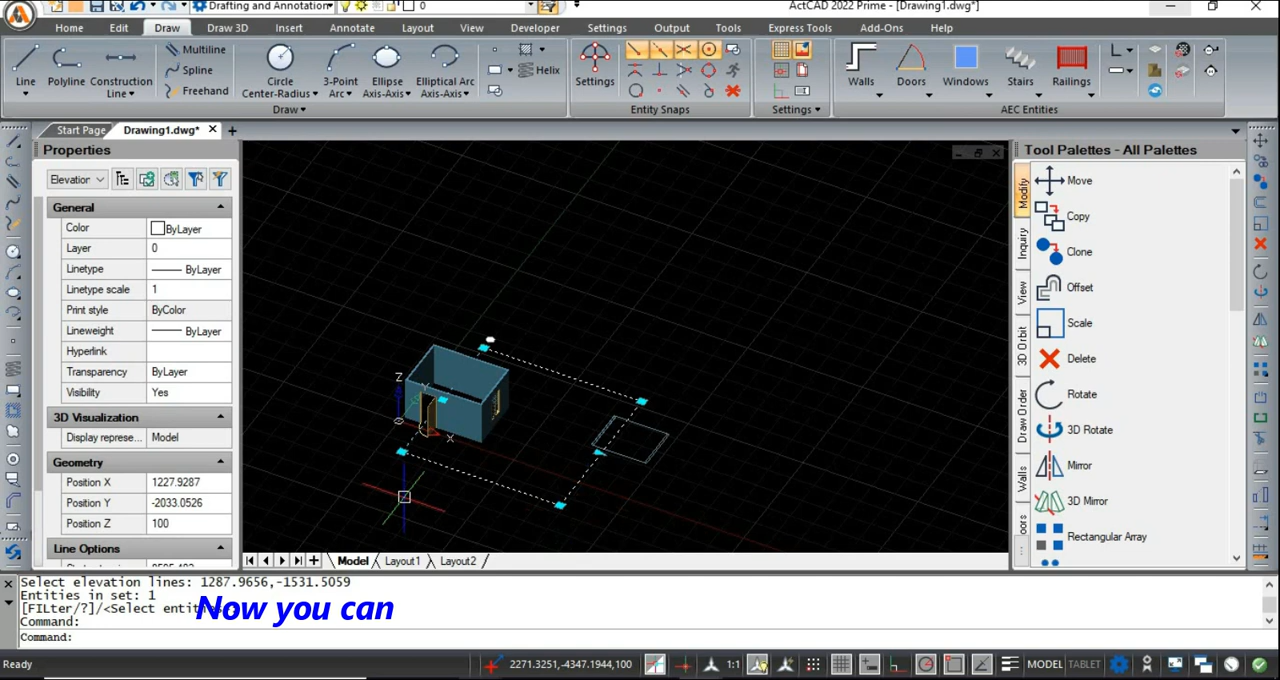 Drafting and Annotation
0
ActCAD 2022 Prime - [Drawing1.dwg*]
Home
Edit
Draw
Draw 3D
Insert
Annotate
Layout
View
Developer
Settings
Output
Tools
Express Tools
Add-Ons
Help
Line
Polyline
Construction
Line
Multiline
Spline
Freehand
Circle
Center-Radius
3-Point
Arc
Ellipse
Axis-Axis
Elliptical Arc
Axis-Axis
Helix
Draw
Settings
Entity Snaps
Settings
Walls
Doors
Windows
Stairs
Railings
AEC Entities
Start Page
Drawing1.dwg*
Properties
Elevation
General
Color ByLayer
Layer 0
Linetype ByLayer
Linetype scale 1
Print style ByColor
Lineweight ByLayer
Hyperlink
Transparency ByLayer
Visibility Yes
3D Visualization
Display represe... Model
Geometry
Position X 1227.9287
Position Y -2033.0526
Position Z 100
Line Options
Z
Y
X
Tool Palettes - All Palettes
Modify
Inquiry
View
3D Orbit
Draw Order
Walls
Move
Copy
Clone
Offset
Scale
Delete
Rotate
3D Rotate
Mirror
3D Mirror
Rectangular Array
Model
Layout1
Layout2
Select elevation lines: 1287.9656,-1531.5059
Entities in set: 1
[FILter/?]/<Select entities>:
Now you can
Command:
Command:
Ready
2271.3251,-4347.1944,100
1:1
MODEL
TABLET